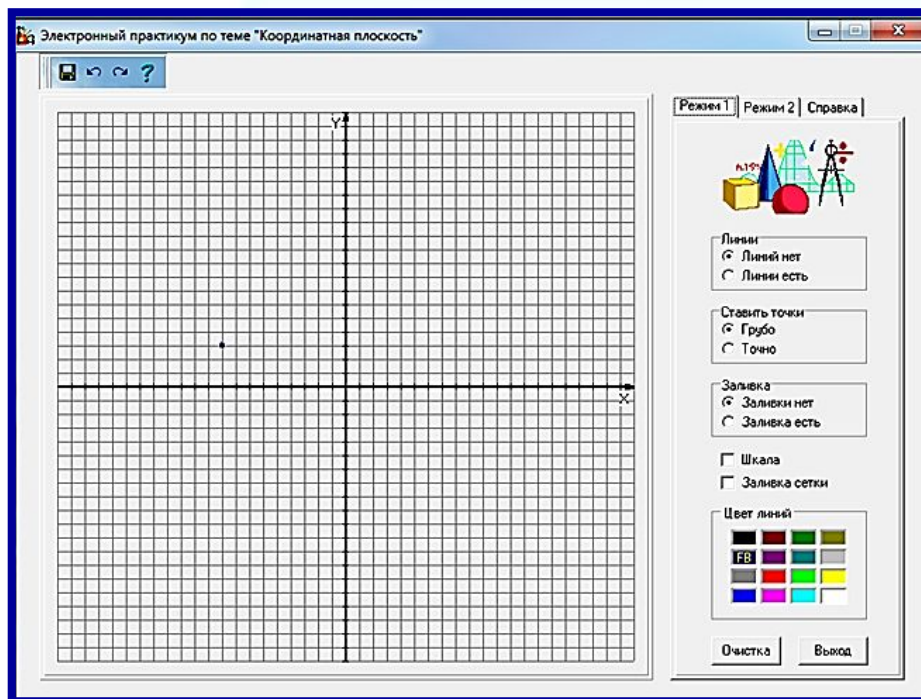 Электронный практикум по теме "Координатная плоскость"
?
Режим 1 Режим 2 Справка
Y
X
Линии
Линий нет
Линии есть
Ставить точки
Грубо
Точно
Заливка
Заливки нет
Заливка есть
Шкала
Заливка сетки
Цвет линий
FB
Очистка Выход